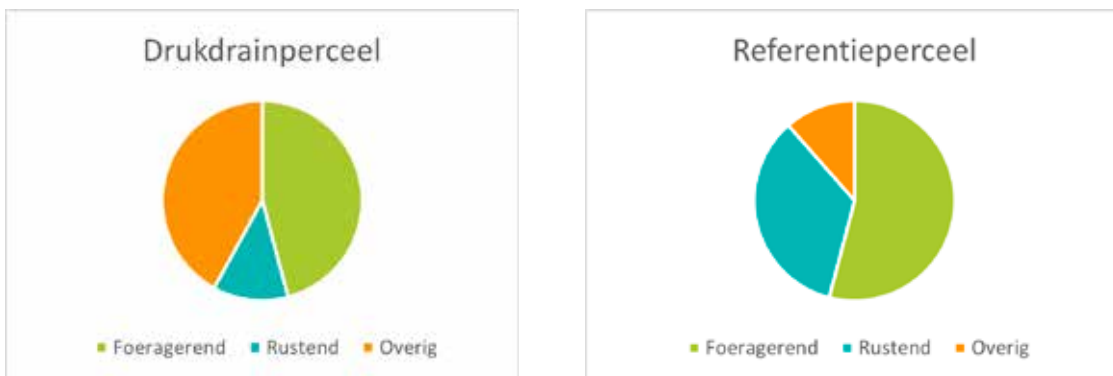 Drukdrainperceel
Foeragerend Rustend Overig
Referentieperceel
Foeragerend Rustend Overig